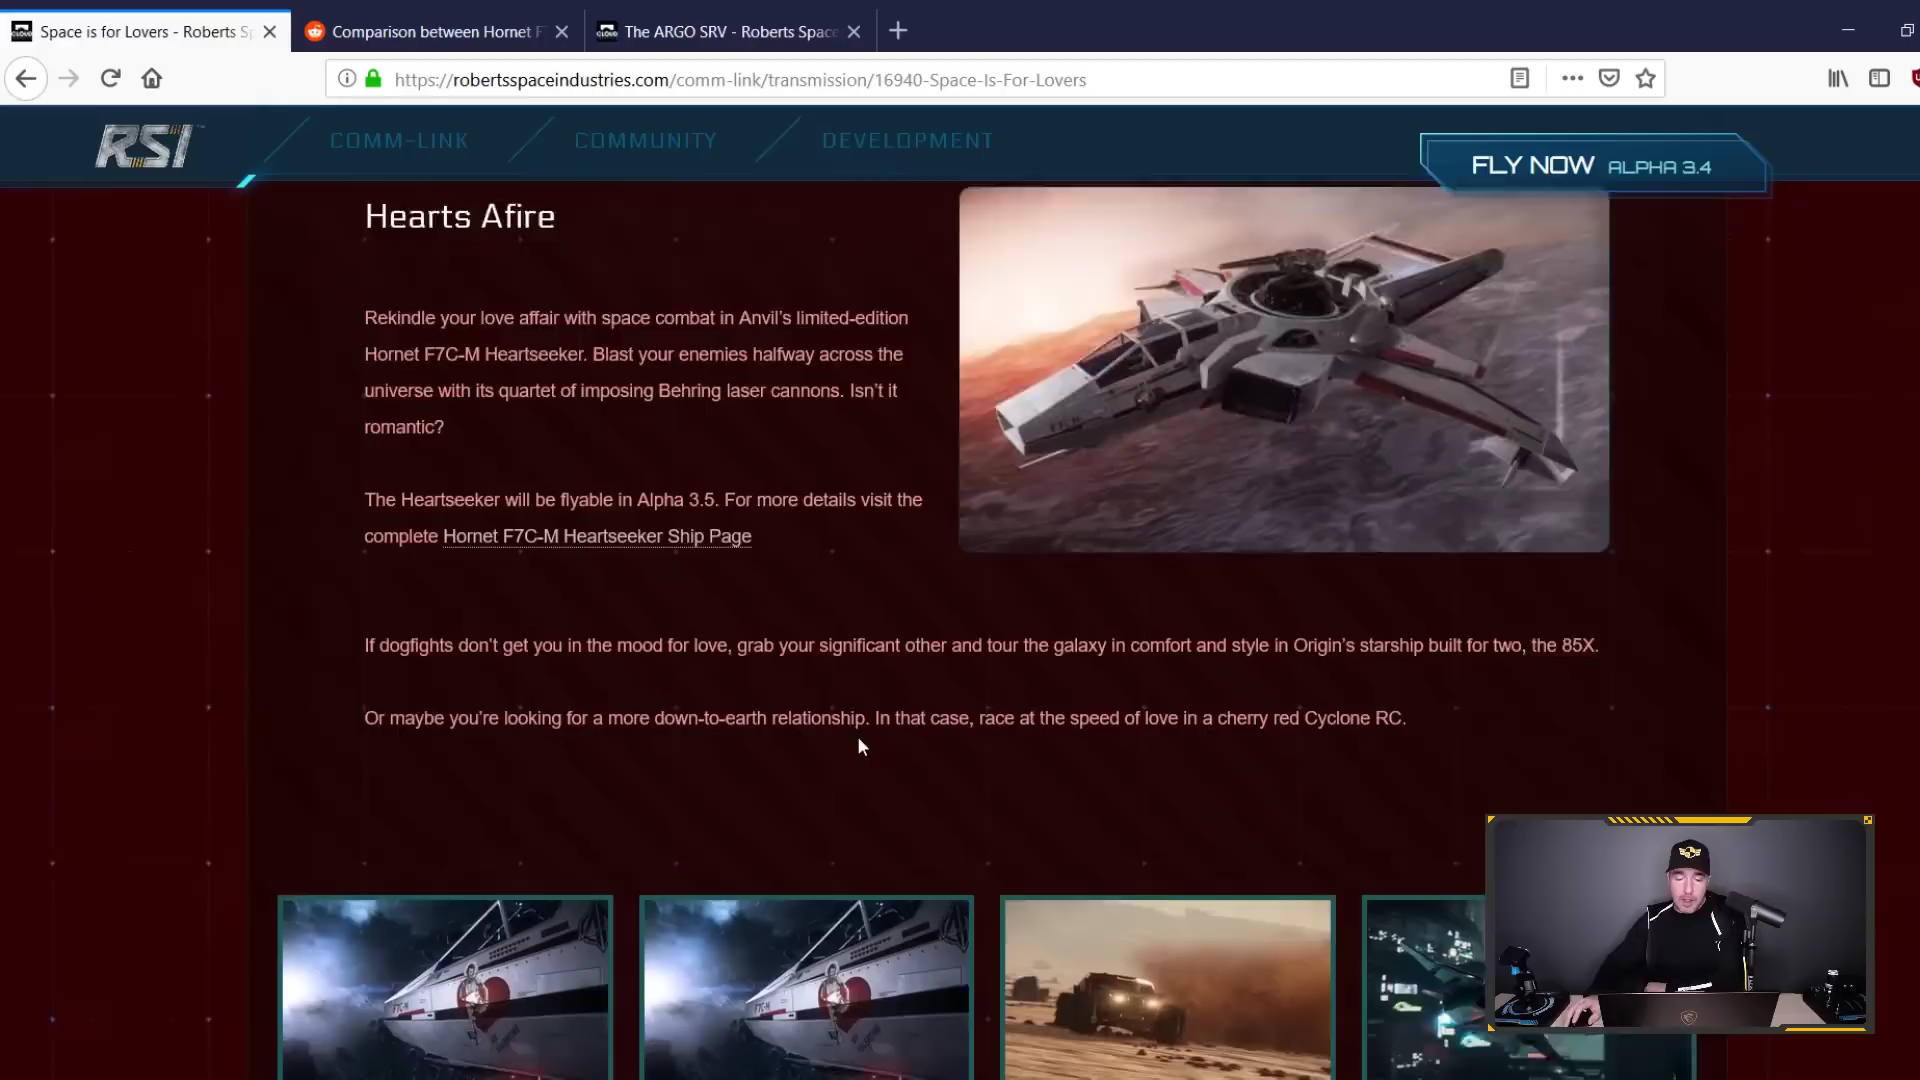 Space is for Lovers - Roberts Sp
Comparison between Hornet F
The ARGO SRV - Roberts Space
https://robertsspaceindustries.com/comm-link/transmission/16940-Space-Is-For-Lovers
RSI
COMM-LINK
COMMUNITY
DEVELOPMENT
FLY NOW ALPHA 3.4
Hearts Afire
Rekindle your love affair with space combat in Anvil's limited-edition
Hornet F7C-M Heartseeker. Blast your enemies halfway across the
universe with its quartet of imposing Behring laser cannons. Isn't it
romantic?
The Heartseeker will be flyable in Alpha 3.5. For more details visit the
complete Hornet F7C-M Heartseeker Ship Page
If dogfights don't get you in the mood for love, grab your significant other and tour the galaxy in comfort and style in Origin's starship built for two, the 85X.
Or maybe you're looking for a more down-to-earth relationship. In that case, race at the speed of love in a cherry red Cyclone RC.
F7C-M
F7C-M